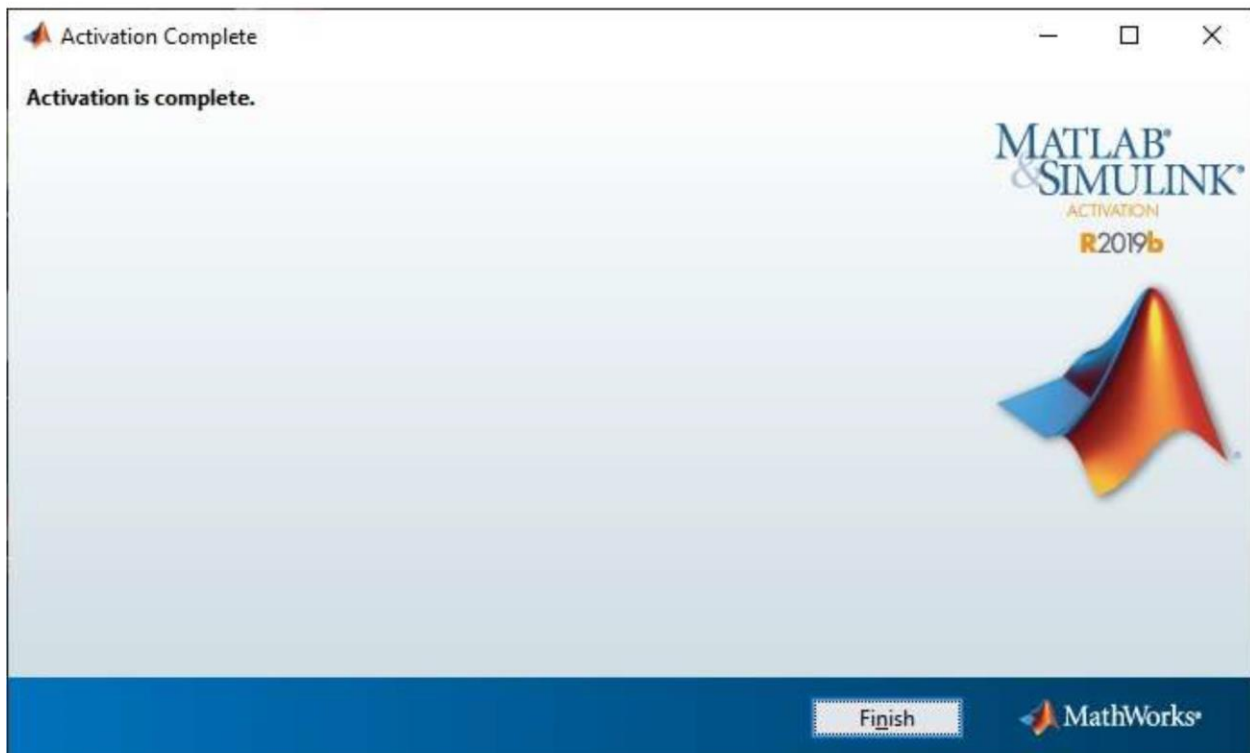 Activation Complete
Activation is complete.
MATLAB®
&SIMULINK®
ACTIVATION
R2019b
Finish
MathWorks®